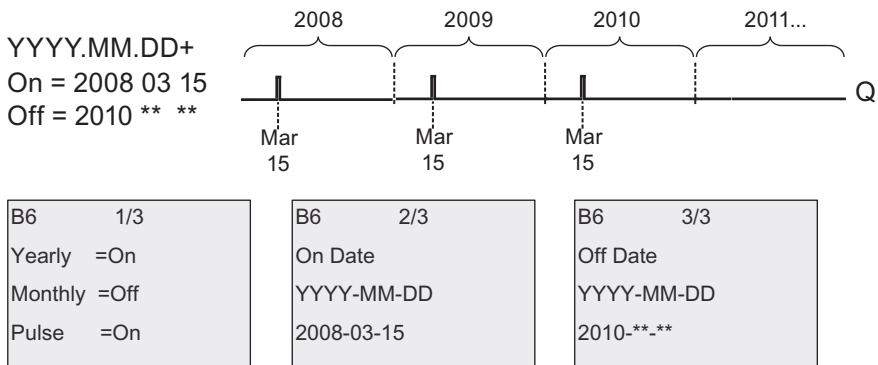 2008 2009 2010 2011...
YYYY.MM.DD+
On = 2008 03 15
Off = 2010 ** **
Q
Mar Mar Mar
15 15 15
B6 1/3
Yearly =On
Monthly =Off
Pulse =On
B6 2/3
On Date
YYYY-MM-DD
2008-03-15
B6 3/3
Off Date
YYYY-MM-DD
2010-**-**